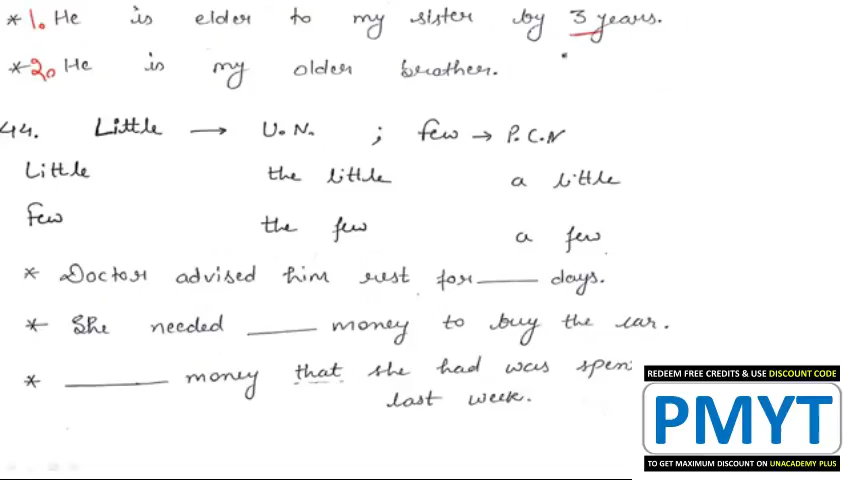 * 1. He is elder to my sister by 3 years.
* 2. He is my older brother.
44. Little → U.N. ; few → P.C.N
Little the little a little
Few the few a few
* Doctor advised him rest for ____ days.
* She needed ____ money to buy the car.
* ____ money that she had was spen
last week.
REDEEM FREE CREDITS & USE DISCOUNT CODE
PMYT
TO GET MAXIMUM DISCOUNT ON UNACADEMY PLUS